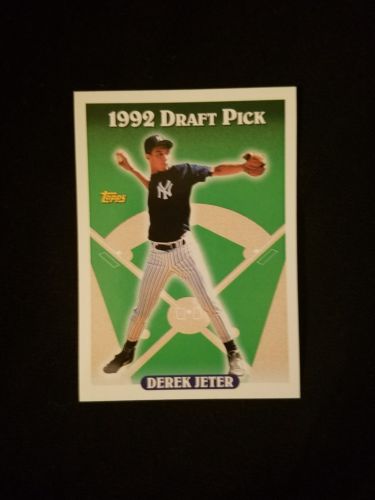 1992 DRAFT PICK
NY
Topps
DEREK JETER